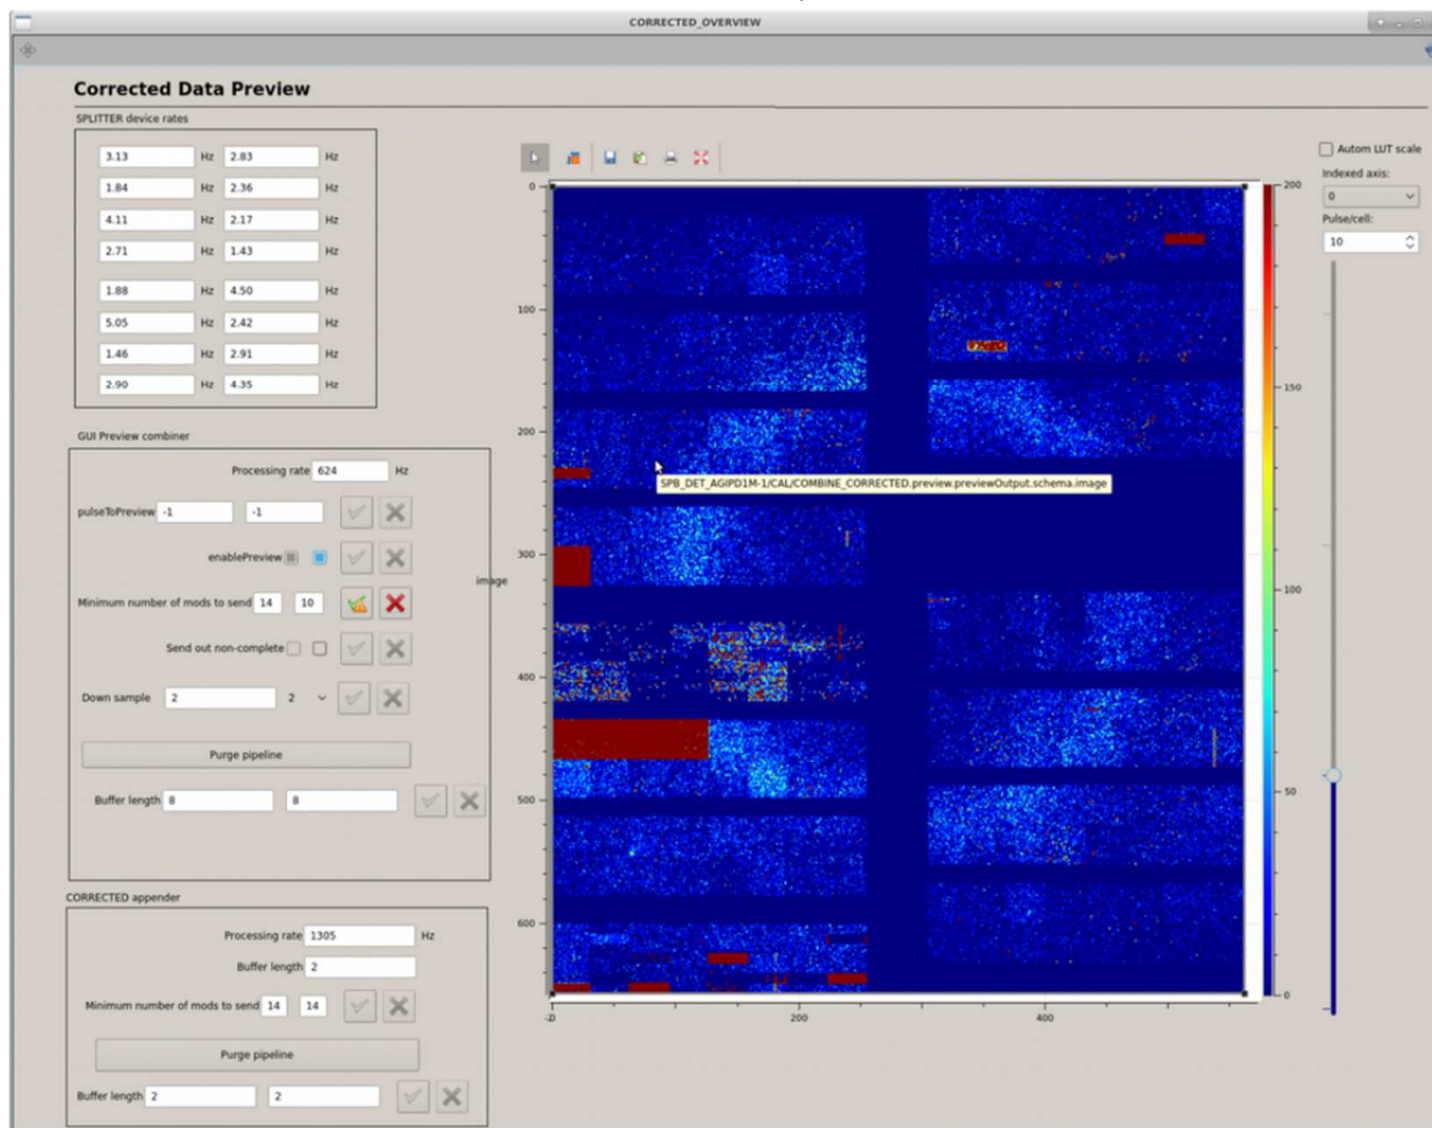 CORRECTED_OVERVIEW
Corrected Data Preview
SPLITTER device rates
3.13 Hz 2.83 Hz
1.84 Hz 2.36 Hz
4.11 Hz 2.17 Hz
2.71 Hz 1.43 Hz
1.88 Hz 4.50 Hz
5.05 Hz 2.42 Hz
1.46 Hz 2.91 Hz
2.90 Hz 4.35 Hz
GUI Preview combiner
Processing rate 624 Hz
pulseToPreview -1 -1
enablePreview
image
Minimum number of mods to send 14 10
Send out non-complete
Down sample 2 2
Purge pipeline
Buffer length 8 8
CORRECTED appender
Processing rate 1305 Hz
Buffer length 2
Minimum number of mods to send 14 14
Purge pipeline
Buffer length 2 2
0
100
200
300
400
500
600
SPB_DET_AGIPD1M-1/CAL/COMBINE_CORRECTED.preview.previewOutput.schema.image
200
400
200
150
100
50
0
Autom LUT scale
Indexed axis:
0
Pulse/cell:
10